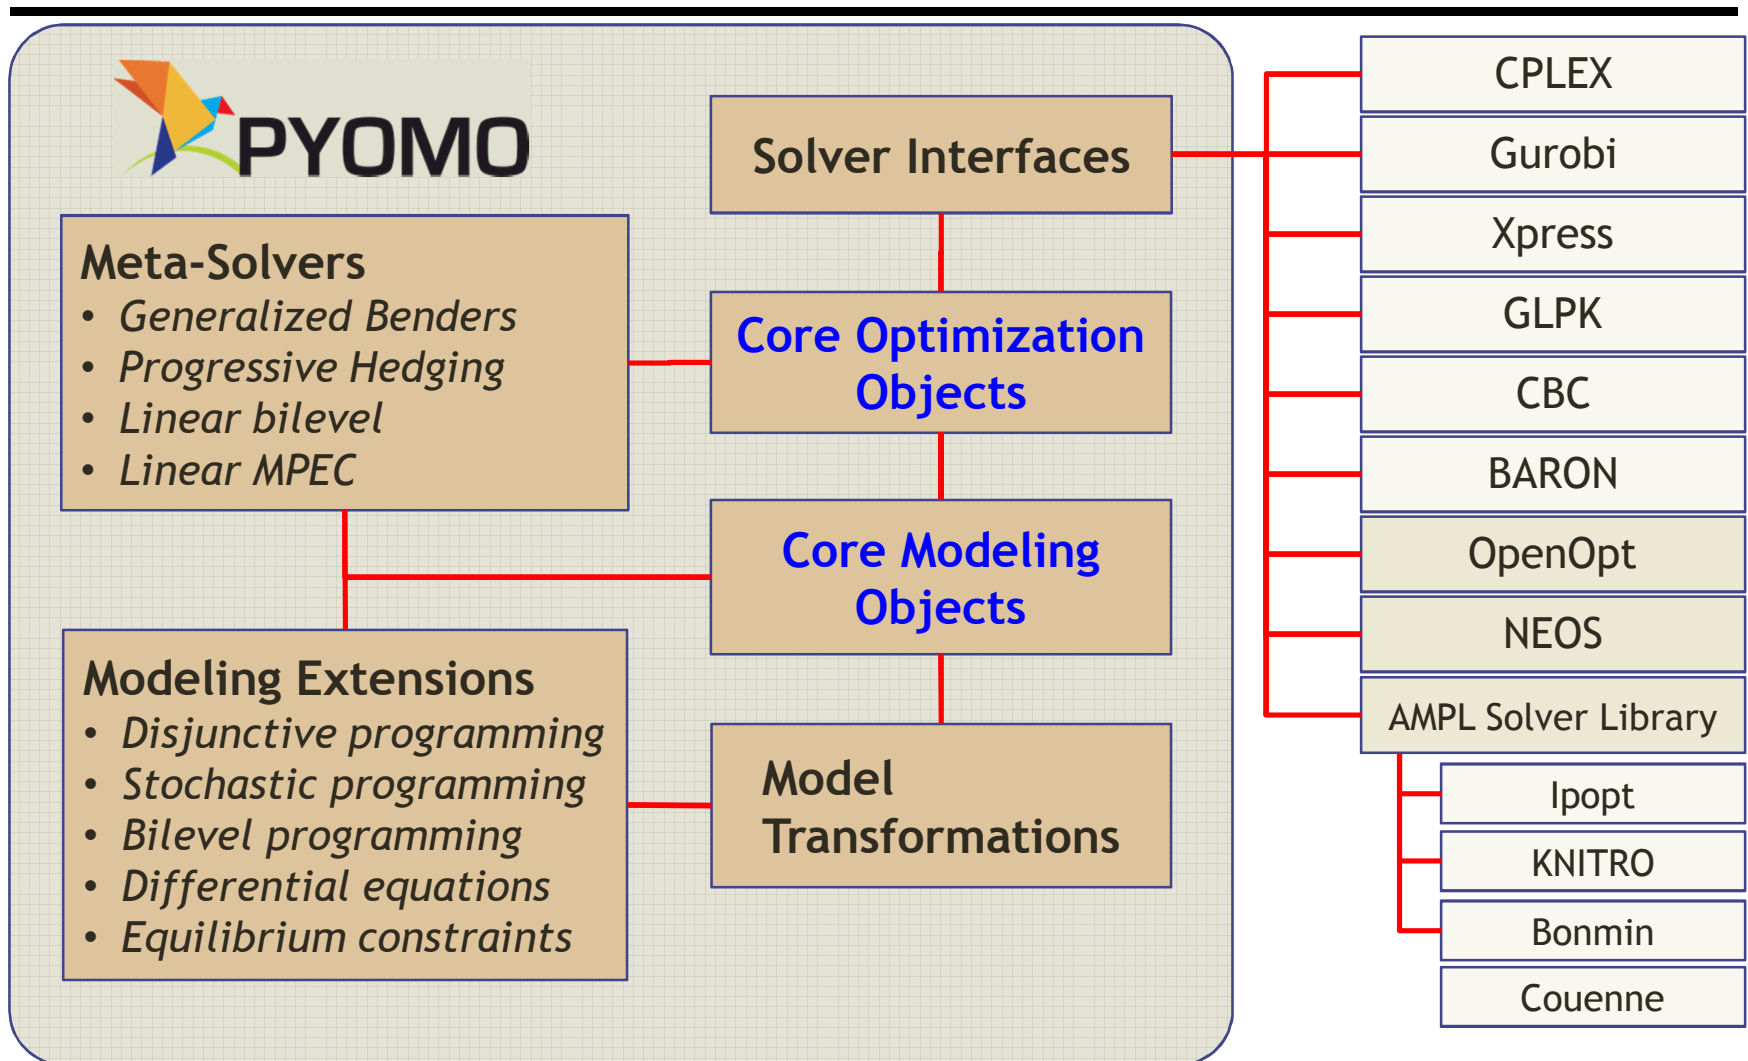 PYOMO
Solver Interfaces
Meta-Solvers
• Generalized Benders
• Progressive Hedging
• Linear bilevel
• Linear MPEC
Core Optimization
Objects
Core Modeling
Objects
Modeling Extensions
• Disjunctive programming
• Stochastic programming
• Bilevel programming
• Differential equations
• Equilibrium constraints
Model
Transformations
CPLEX
Gurobi
Xpress
GLPK
CBC
BARON
OpenOpt
NEOS
AMPL Solver Library
Ipopt
KNITRO
Bonmin
Couenne